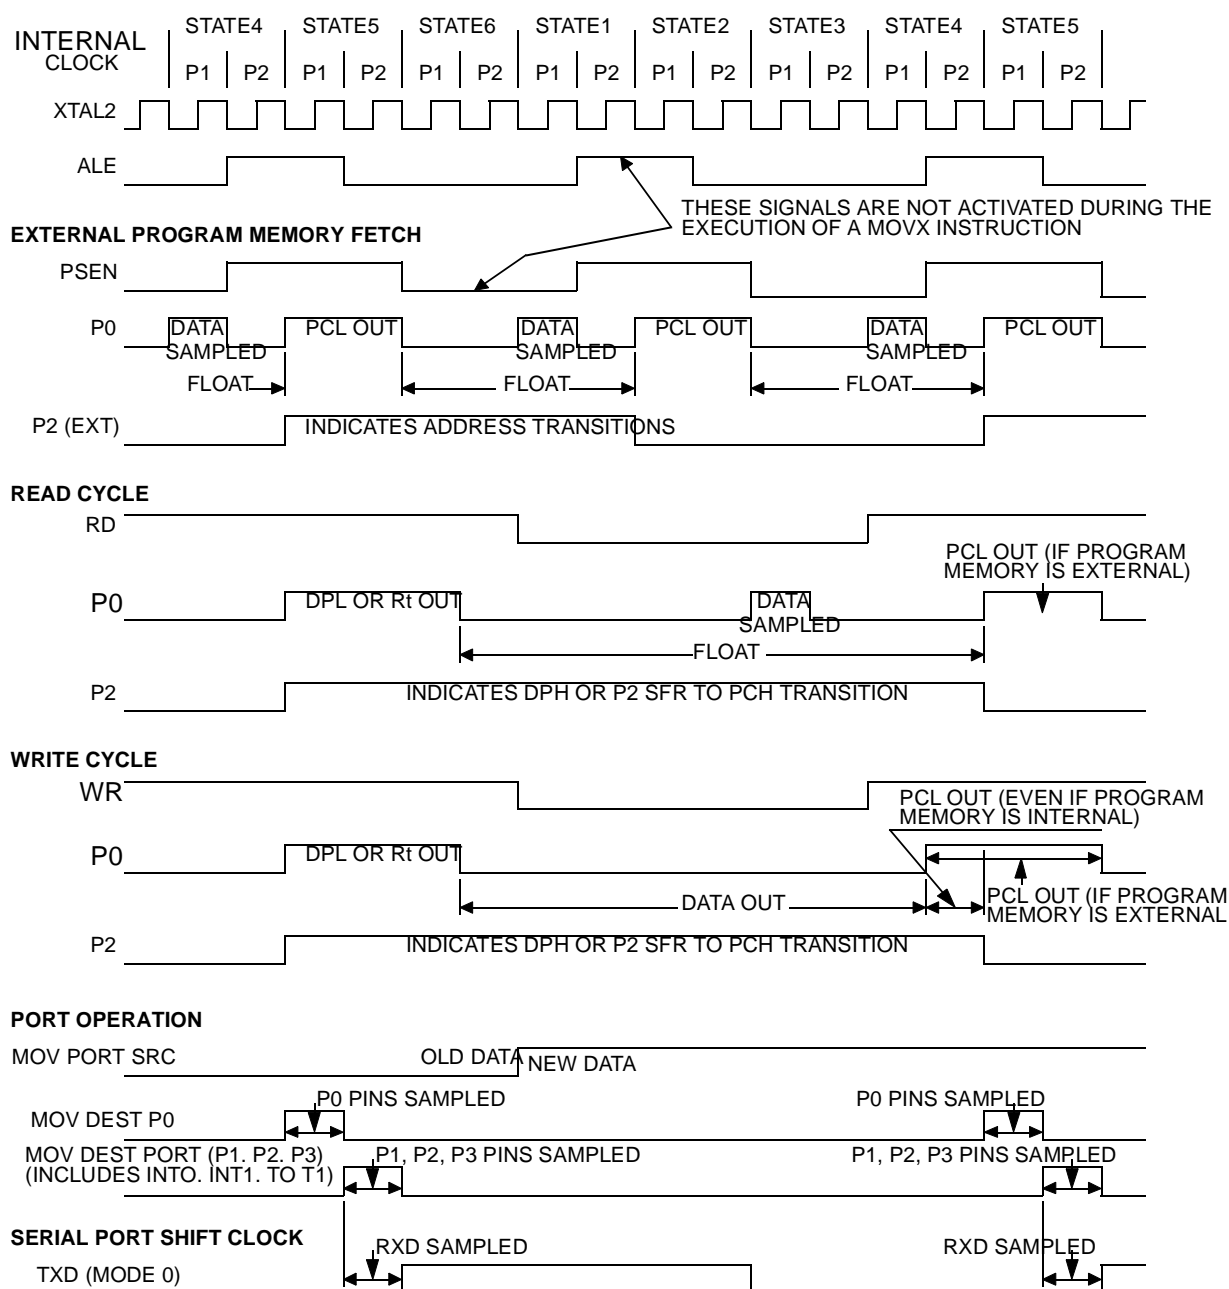 STATE4 STATE5 STATE6 STATE1 STATE2 STATE3 STATE4 STATE5
INTERNAL
CLOCK
P1 P2 P1 P2 P1 P2 P1 P2 P1 P2 P1 P2 P1 P2 P1 P2
XTAL2
ALE
THESE SIGNALS ARE NOT ACTIVATED DURING THE
EXECUTION OF A MOVX INSTRUCTION
EXTERNAL PROGRAM MEMORY FETCH
PSEN
P0 DATA PCL OUT DATA PCL OUT DATA PCL OUT
SAMPLED SAMPLED SAMPLED
FLOAT FLOAT FLOAT
P2 (EXT) INDICATES ADDRESS TRANSITIONS
READ CYCLE
RD
PCL OUT (IF PROGRAM
MEMORY IS EXTERNAL)
P0 DPL OR Rt OUT DATA
SAMPLED
FLOAT
P2 INDICATES DPH OR P2 SFR TO PCH TRANSITION
WRITE CYCLE
WR
PCL OUT (EVEN IF PROGRAM
MEMORY IS INTERNAL)
P0 DPL OR Rt OUT
DATA OUT
PCL OUT (IF PROGRAM
MEMORY IS EXTERNAL
P2 INDICATES DPH OR P2 SFR TO PCH TRANSITION
PORT OPERATION
MOV PORT SRC OLD DATA NEW DATA
P0 PINS SAMPLED P0 PINS SAMPLED
MOV DEST P0
MOV DEST PORT (P1. P2. P3) P1, P2, P3 PINS SAMPLED P1, P2, P3 PINS SAMPLED
(INCLUDES INTO. INT1. TO T1)
SERIAL PORT SHIFT CLOCK
RXD SAMPLED RXD SAMPLED
TXD (MODE 0)